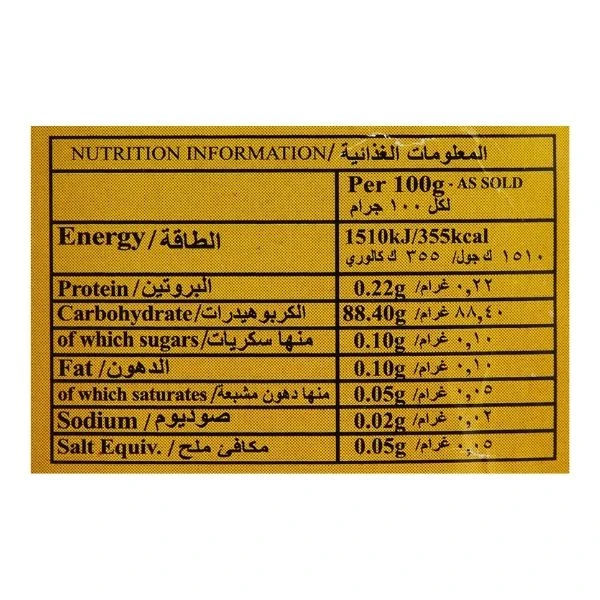 NUTRITION INFORMATION/ المعلومات الغذائية
Per 100g - AS SOLD
لكل ١٠٠ جرام
Energy/الطاقة 1510kJ/355kcal
١٥١٠ ك جول/ ٣٥٥ ك كالوري
Protein/البروتين 0.22g ٠,٢٢ غرام/
Carbohydrate/الكربوهيدرات 88.40g ٨٨,٤٠ غرام/
of which sugars/منها سكريات 0.10g ٠,١٠ غرام/
Fat/الدهون 0.10g ٠,١٠ غرام/
of which saturates/منها دهون مشبعة 0.05g ٠,٠٥ غرام/
Sodium/صوديوم 0.02g ٠,٠٢ غرام/
Salt Equiv. /مكافئ ملح 0.05g ٠,٠٥ غرام/